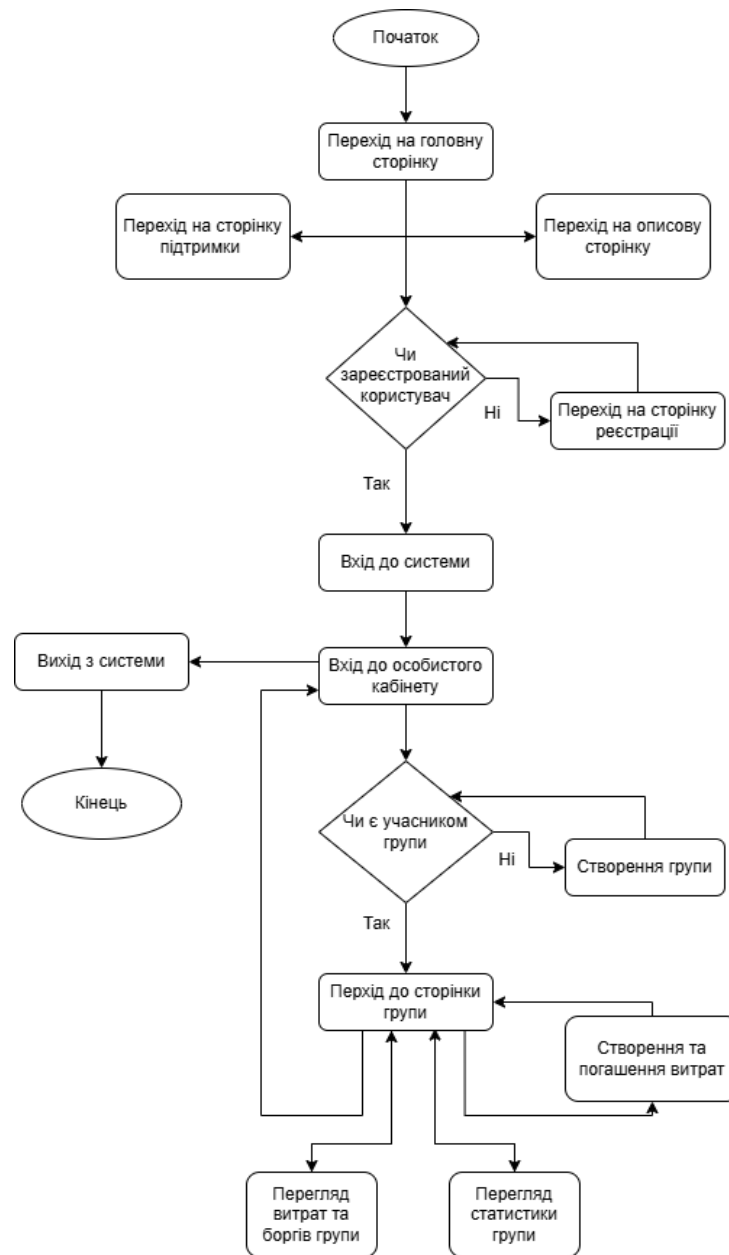 Початок
Перехід на головну
сторінку
Перехід на сторінку
підтримки
Перехід на описову
сторінку
Чи
зареєстрований
користувач
Ні
Перехід на сторінку
реєстрації
Так
Вхід до системи
Вихід з системи
Вхід до особистого
кабінету
Кінець
Чи є учасником
групи
Ні
Створення групи
Так
Перхід до сторінки
групи
Створення та
погашення витрат
Перегляд
витрат та
боргів групи
Перегляд
статистики
групи